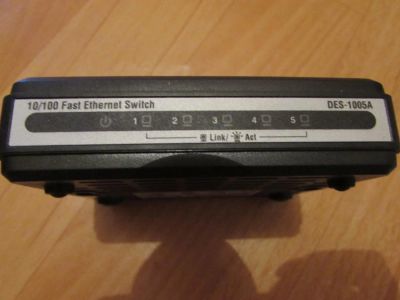 10/100 Fast Ethernet Switch DES-1005A
1 2 3 4 5
Link/ Act